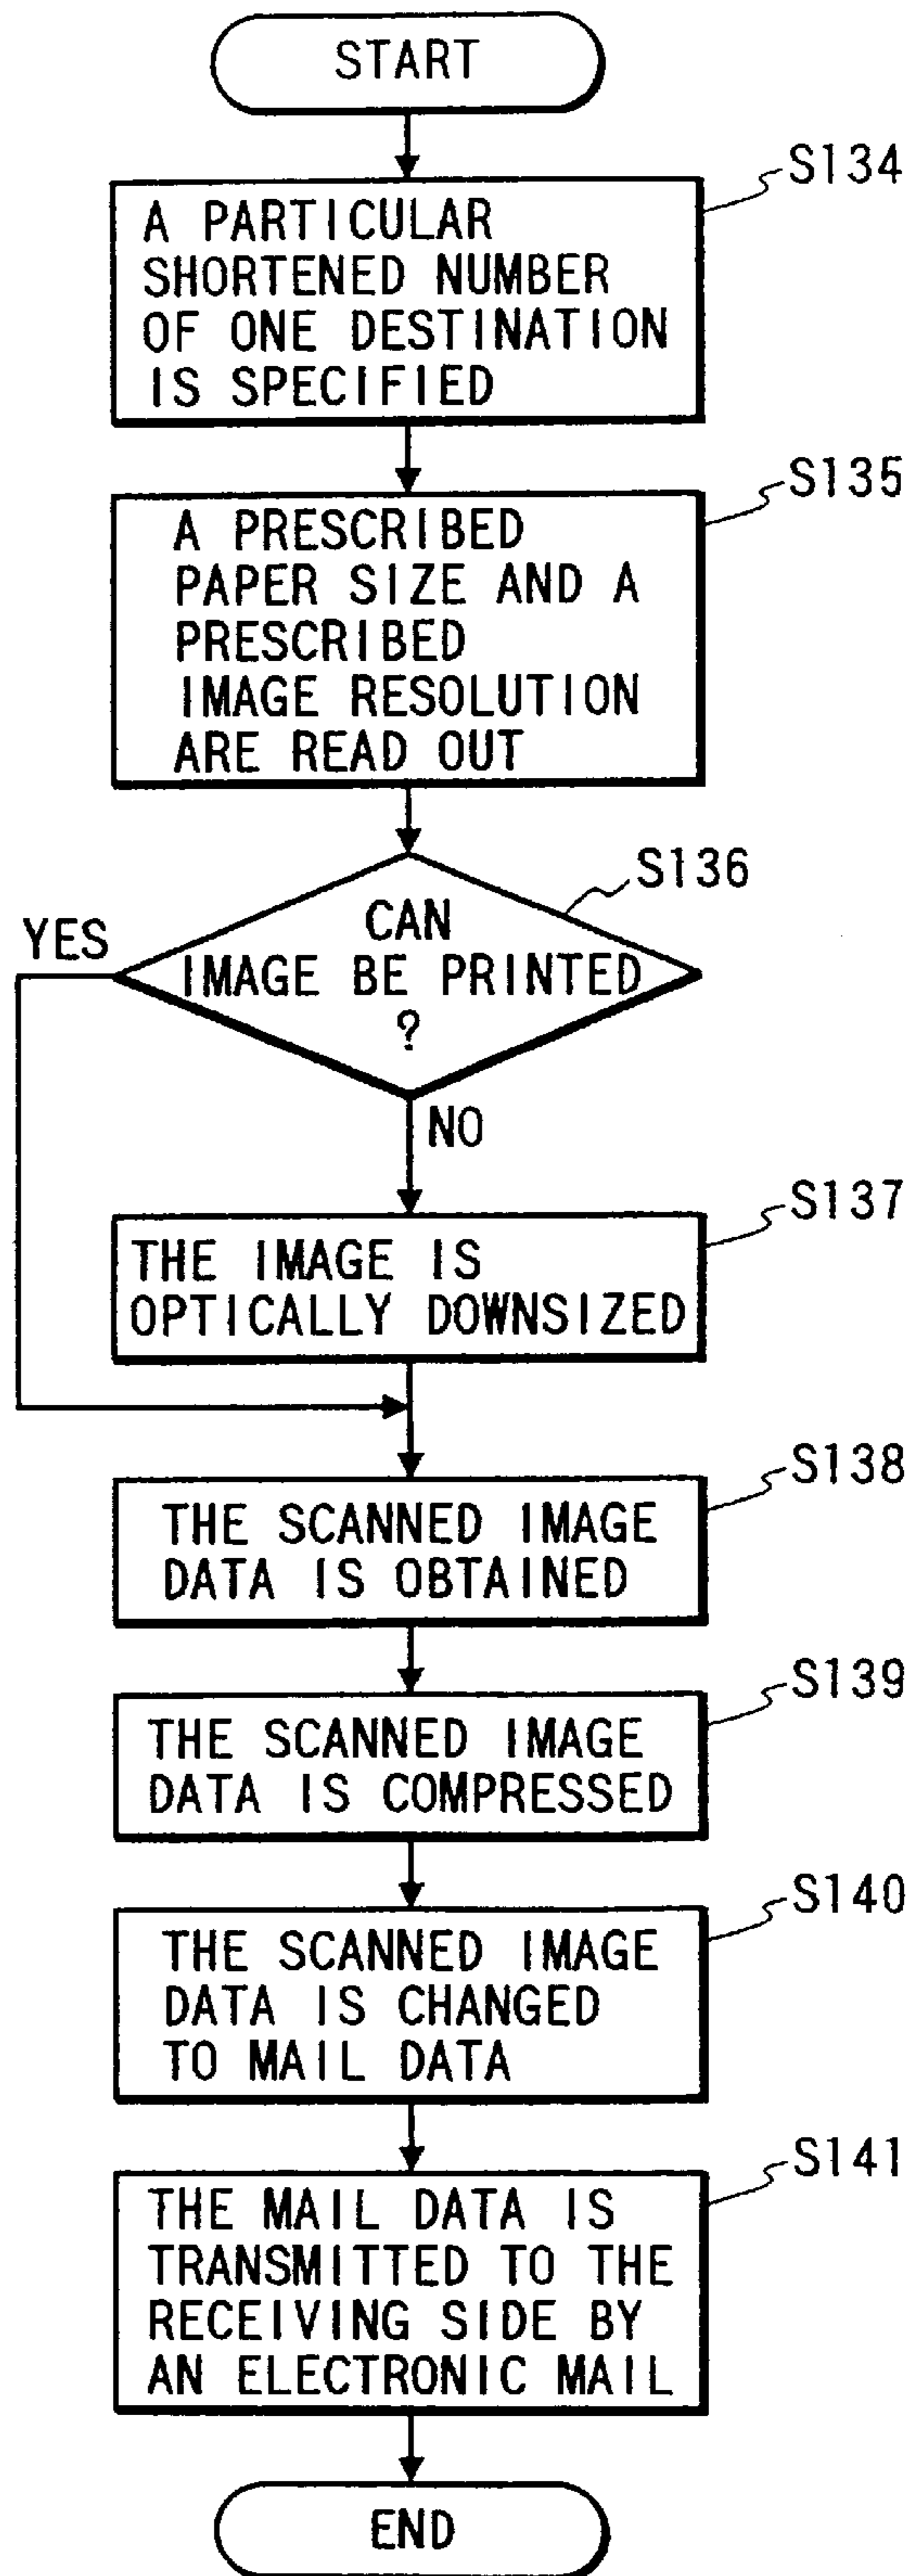 START
S134
A PARTICULAR
SHORTENED NUMBER
OF ONE DESTINATION
IS SPECIFIED
S135
A PRESCRIBED
PAPER SIZE AND A
PRESCRIBED
IMAGE RESOLUTION
ARE READ OUT
S136
CAN
IMAGE BE PRINTED
?
YES
NO
S137
THE IMAGE IS
OPTICALLY DOWNSIZED
S138
THE SCANNED IMAGE
DATA IS OBTAINED
S139
THE SCANNED IMAGE
DATA IS COMPRESSED
S140
THE SCANNED IMAGE
DATA IS CHANGED
TO MAIL DATA
S141
THE MAIL DATA IS
TRANSMITTED TO THE
RECEIVING SIDE BY
AN ELECTRONIC MAIL
END